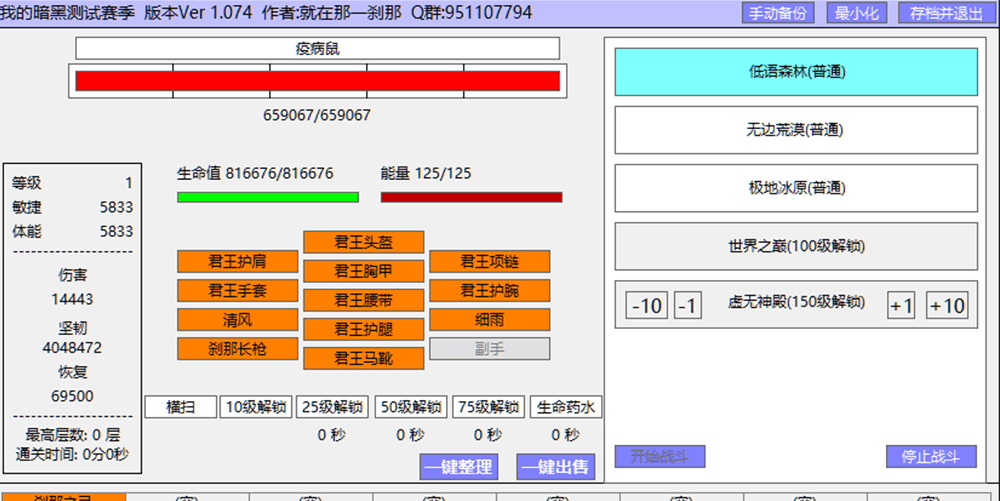 我的暗黑测试赛季 版本Ver 1.074 作者:就在那一刹那 Q群:951107794
手动备份
最小化
存档并退出
疫病鼠
659067/659067
生命值 816676/816676
能量 125/125
等级 1
敏捷 5833
体能 5833
伤害
14443
坚韧
4048472
恢复
69500
最高层数: 0 层
通关时间: 0分0秒
君王头盔
君王护肩
君王胸甲
君王项链
君王手套
君王腰带
君王护腕
清风
君王护腿
细雨
刹那长枪
君王马靴
副手
横扫
10级解锁
25级解锁
50级解锁
75级解锁
生命药水
0 秒
0 秒
0 秒
0 秒
一键整理
一键出售
低语森林(普通)
无边荒漠(普通)
极地冰原(普通)
世界之巅(100级解锁)
-10
-1
虚无神殿(150级解锁)
+1
+10
开始战斗
停止战斗